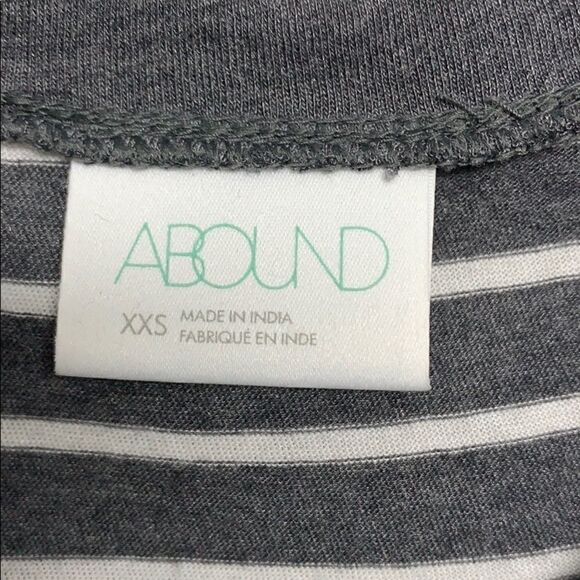 ABOUND
XXS
MADE IN INDIA
FABRIQUÉ EN INDE